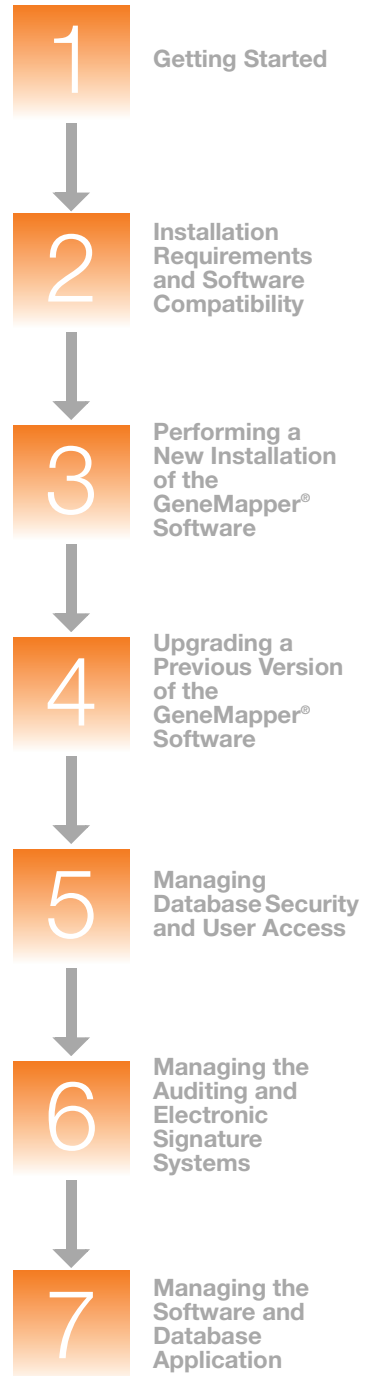 1
Getting Started
2
Installation
Requirements
and Software
Compatibility
3
Performing a
New Installation
of the
GeneMapper®
Software
4
Upgrading a
Previous Version
of the
GeneMapper®
Software
5
Managing
Database Security
and User Access
6
Managing the
Auditing and
Electronic
Signature
Systems
7
Managing the
Software and
Database
Application